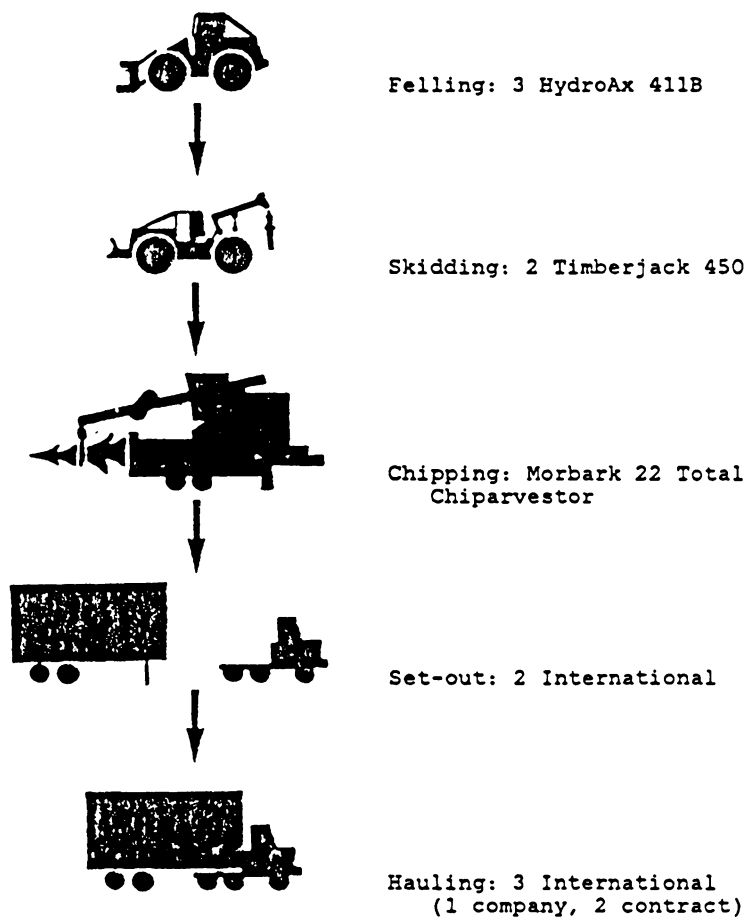 Felling: 3 HydroAx 411B
Skidding: 2 Timberjack 450
Chipping: Morbark 22 Total
Chiparvestor
Set-out: 2 International
Hauling: 3 International
(1 company, 2 contract)